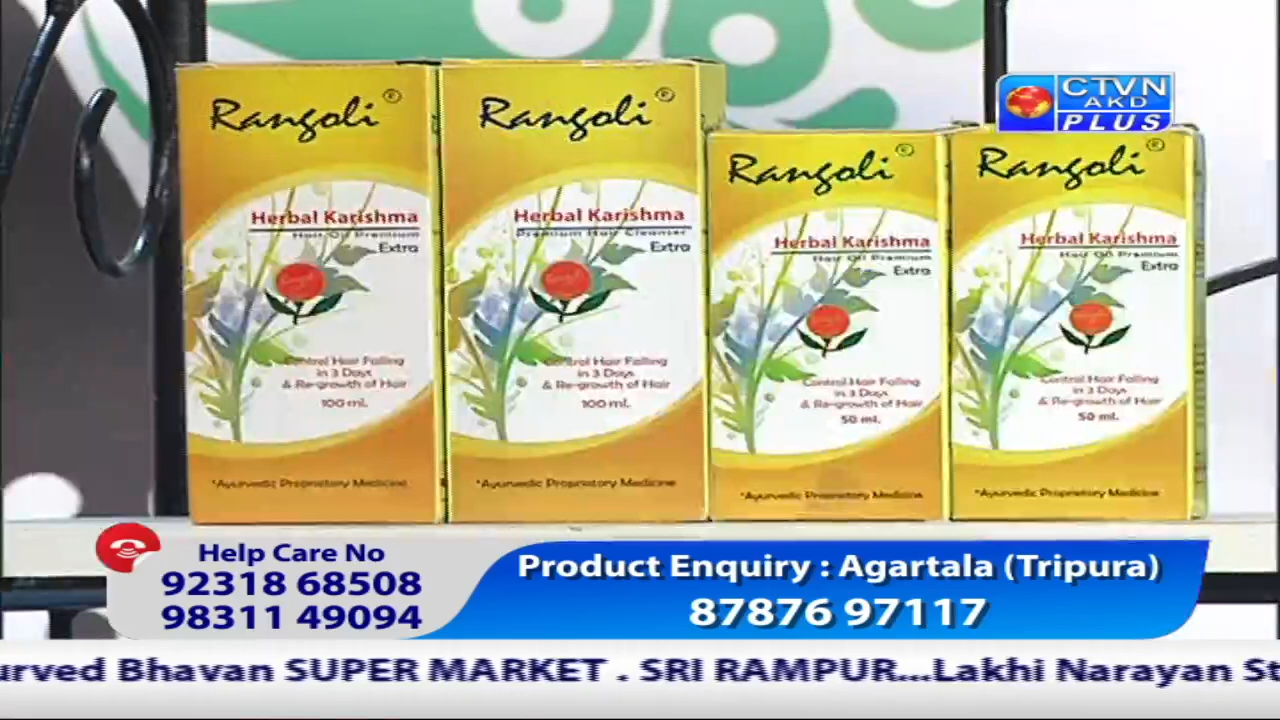 Rangoli ®
Herbal Karishma
Hair Oil Premium
Extra
Control Hair Falling
in 3 Days
& Re-growth of Hair
100 ml.
*Ayurvedic Proprietary Medicine
Rangoli ®
Herbal Karishma
Premium Hair Cleanser
Extra
Control Hair Falling
in 3 Days
& Re-growth of Hair
100 ml.
*Ayurvedic Proprietary Medicine
Rangoli ®
Herbal Karishma
Hair Oil Premium
Extra
Control Hair Falling
in 3 Days
& Re-growth of Hair
50 ml.
*Ayurvedic Proprietary Medicine
Rangoli ®
Herbal Karishma
Hair Oil Premium
Extra
Control Hair Falling
in 3 Days
& Re-growth of Hair
50 ml.
*Ayurvedic Proprietary Medicine
CTVN
AKD
PLUS
Help Care No
92318 68508
98311 49094
Product Enquiry : Agartala (Tripura)
87876 97117
urved Bhavan SUPER MARKET . SRI RAMPUR...Lakhi Narayan St